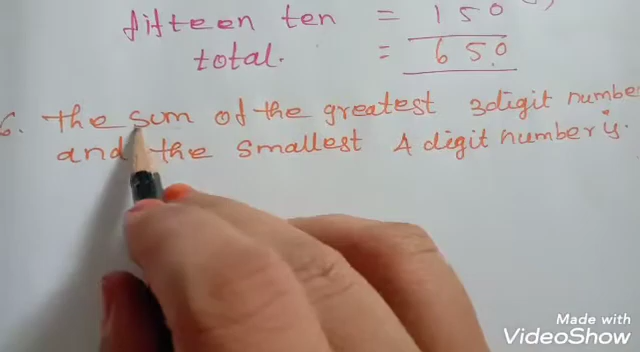 fifteen ten = 150
total. = 650
6. The sum of the greatest 3digit number
and the smallest 4 digit number is.
Made with
VideoShow